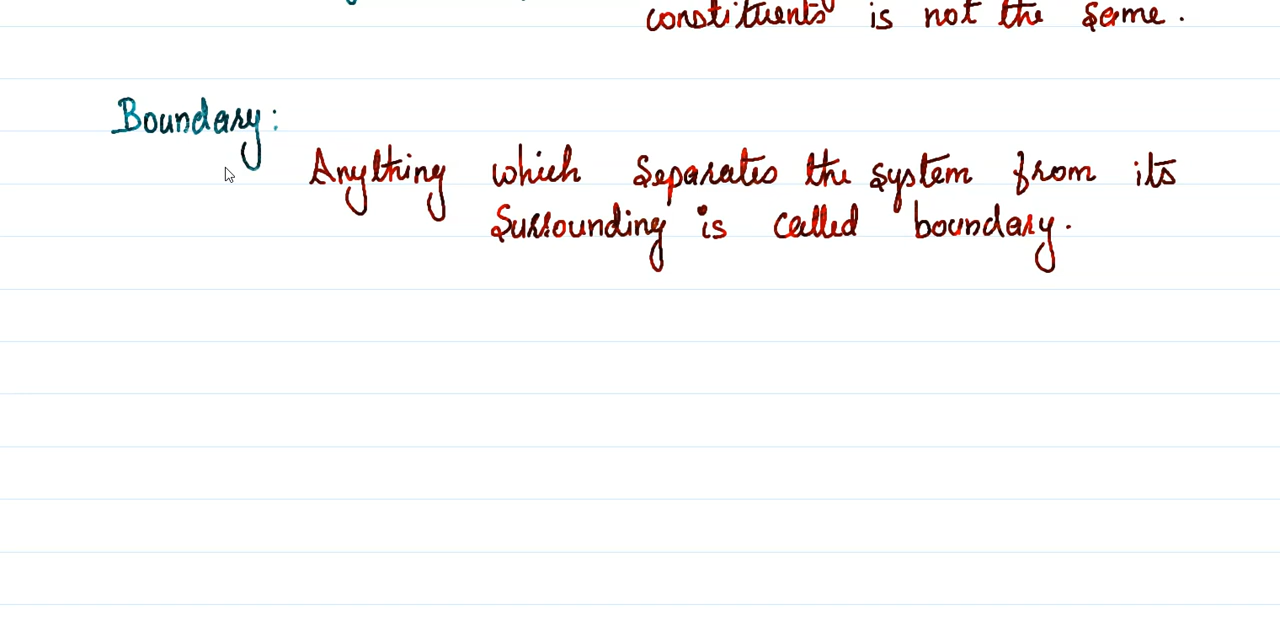 constituents is not the same.
Boundary:
Anything which separates the system from its
surrounding is called boundary.